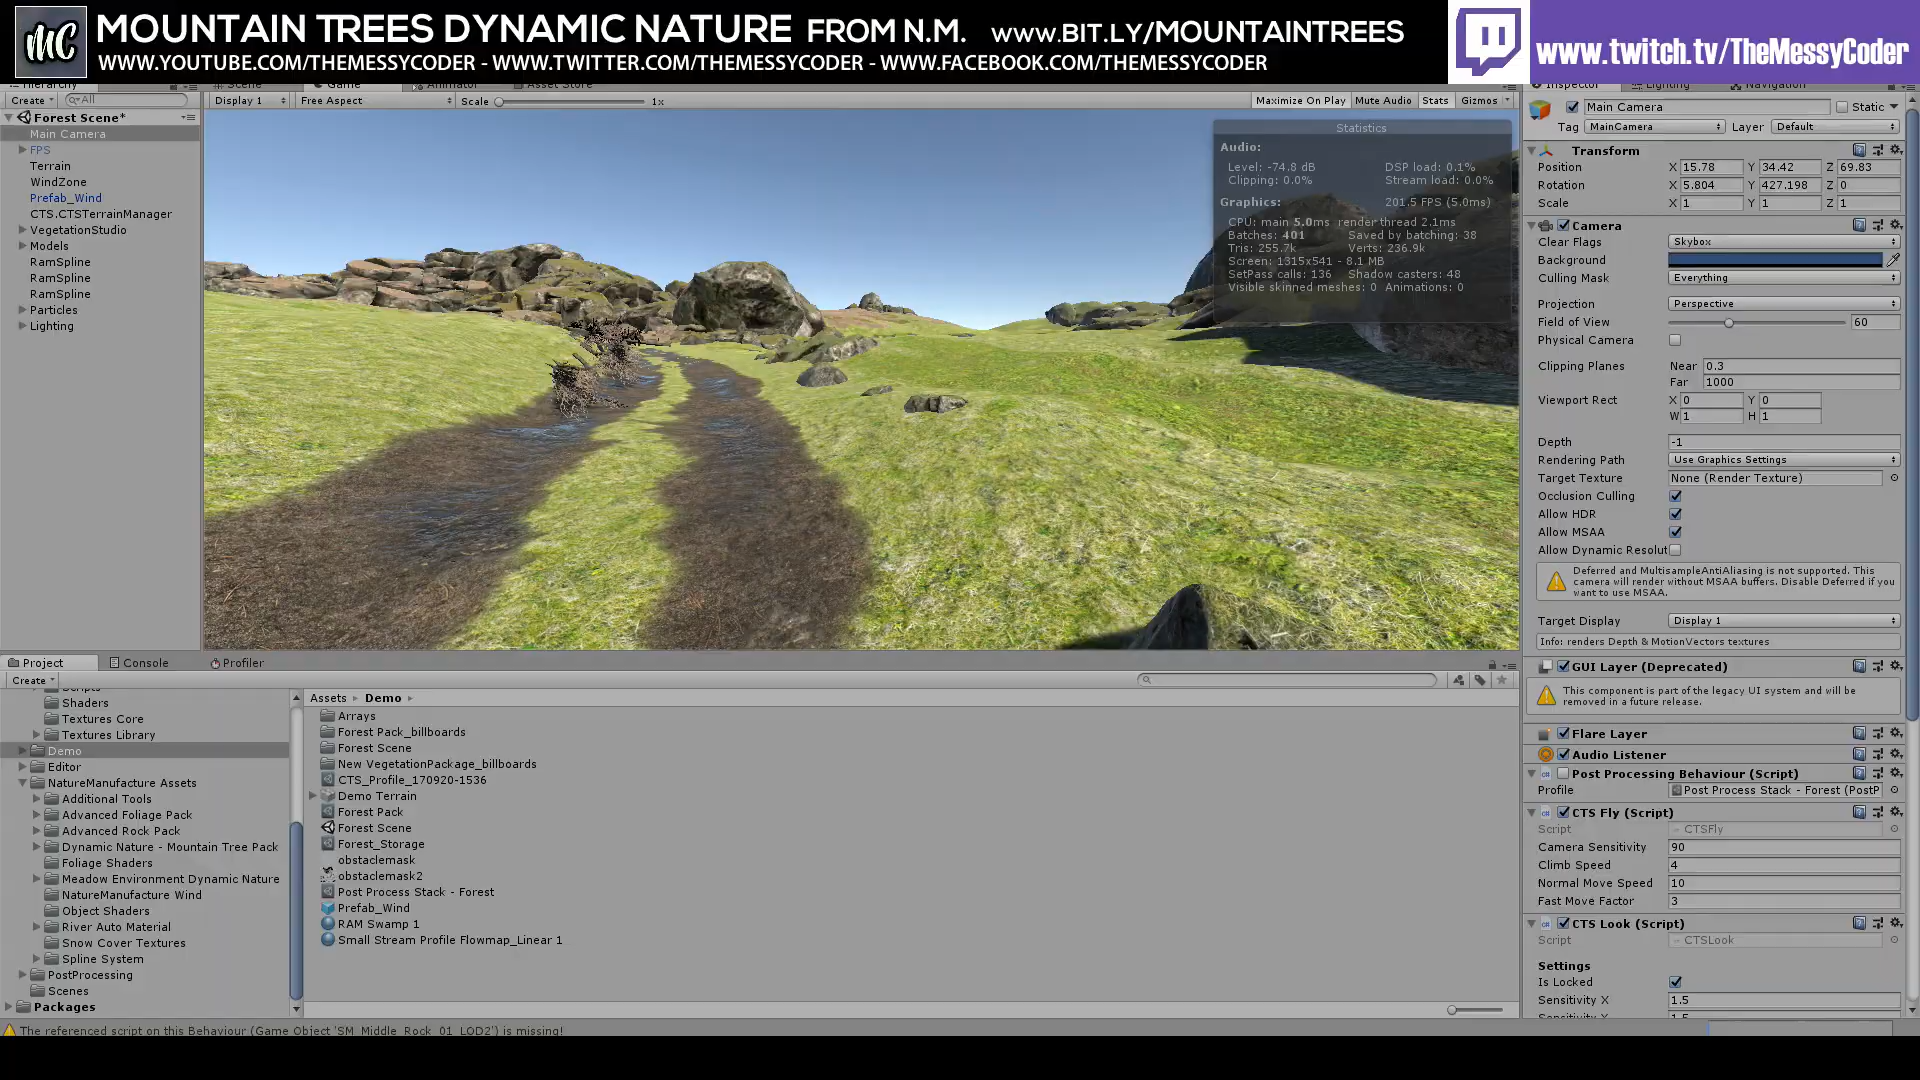 MC MOUNTAIN TREES DYNAMIC NATURE FROM N.M. WWW.BIT.LY/MOUNTAINTREES
WWW.YOUTUBE.COM/THEMESSYCODER - WWW.TWITTER.COM/THEMESSYCODER - WWW.FACEBOOK.COM/THEMESSYCODER
www.twitch.tv/TheMessyCoder
Hierarchy
Create
All
Forest Scene*
Main Camera
FPS
Terrain
WindZone
Prefab_Wind
CTS.CTSTerrainManager
VegetationStudio
Models
RamSpline
RamSpline
RamSpline
Particles
Lighting
Scene Game Animator Asset Store
Display 1 Free Aspect Scale 1x Maximize On Play Mute Audio Stats Gizmos
Statistics
Audio:
Level: -74.8 dB DSP load: 0.1%
Clipping: 0.0% Stream load: 0.0%
Graphics: 201.5 FPS (5.0ms)
CPU: main 5.0ms render thread 2.1ms
Batches: 401 Saved by batching: 38
Tris: 255.7k Verts: 236.9k
Screen: 1315x541 - 8.1 MB
SetPass calls: 136 Shadow casters: 48
Visible skinned meshes: 0 Animations: 0
Inspector Lighting Navigation
Main Camera Static
Tag MainCamera Layer Default
Transform
Position X 15.78 Y 34.42 Z 69.83
Rotation X 5.804 Y 427.198 Z 0
Scale X 1 Y 1 Z 1
Camera
Clear Flags Skybox
Background
Culling Mask Everything
Projection Perspective
Field of View 60
Physical Camera
Clipping Planes Near 0.3
Far 1000
Viewport Rect X 0 Y 0
W 1 H 1
Depth -1
Rendering Path Use Graphics Settings
Target Texture None (Render Texture)
Occlusion Culling
Allow HDR
Allow MSAA
Allow Dynamic Resolut
Deferred and MultisampleAntiAliasing is not supported. This
camera will render without MSAA buffers. Disable Deferred if you
want to use MSAA.
Target Display Display 1
Info: renders Depth & MotionVectors textures
GUI Layer (Deprecated)
This component is part of the legacy UI system and will be
removed in a future release.
Flare Layer
Audio Listener
Post Processing Behaviour (Script)
Profile Post Process Stack - Forest (PostP
CTS Fly (Script)
Script CTSFly
Camera Sensitivity 90
Climb Speed 4
Normal Move Speed 10
Fast Move Factor 3
CTS Look (Script)
Script CTSLook
Settings
Is Locked
Sensitivity X 1.5
Sensitivity Y 1.5
Project Console Profiler
Create
Scripts
Shaders
Textures Core
Textures Library
Demo
Editor
NatureManufacture Assets
Additional Tools
Advanced Foliage Pack
Advanced Rock Pack
Dynamic Nature - Mountain Tree Pack
Foliage Shaders
Meadow Environment Dynamic Nature
NatureManufacture Wind
Object Shaders
River Auto Material
Snow Cover Textures
Spline System
PostProcessing
Scenes
Packages
Assets Demo
Arrays
Forest Pack_billboards
Forest Scene
New VegetationPackage_billboards
CTS_Profile_170920-1536
Demo Terrain
Forest Pack
Forest Scene
Forest_Storage
obstaclemask
obstaclemask2
Post Process Stack - Forest
Prefab_Wind
RAM Swamp 1
Small Stream Profile Flowmap_Linear 1
The referenced script on this Behaviour (Game Object 'SM_Middle_Rock_01_LOD2') is missing!